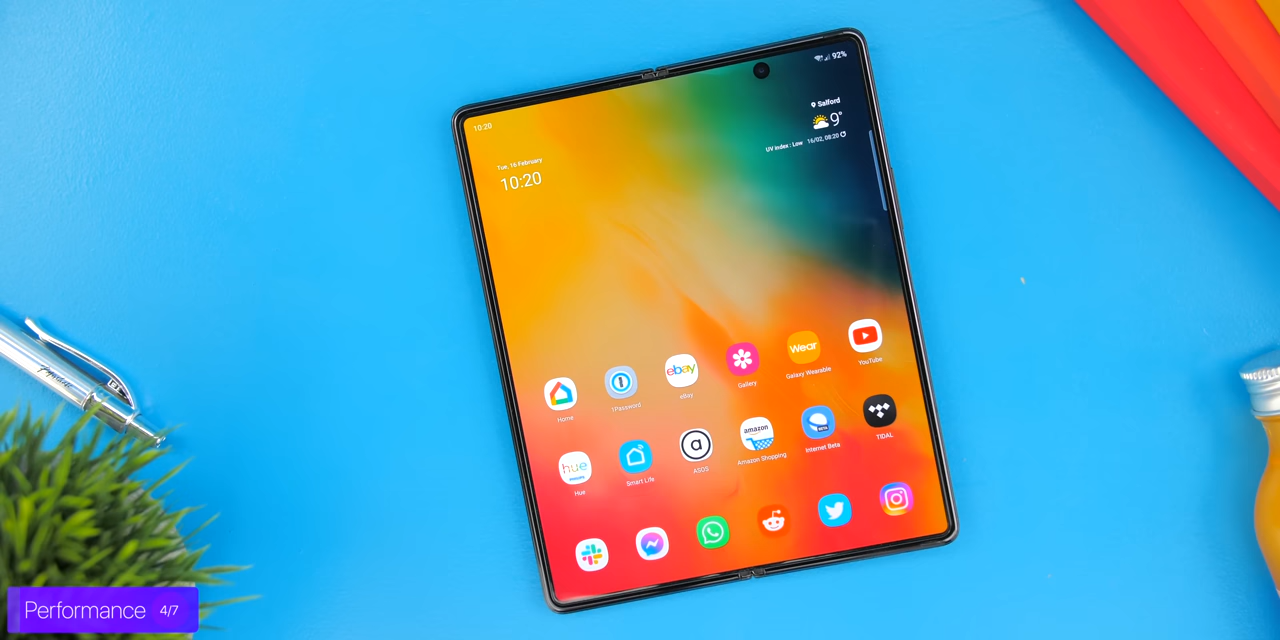 92%
10:20
Salford
9°
UV index : Low 16/02, 08:20
Tue, 16 February
10:20
ebay
Wear
Home
1Password
eBay
Gallery
Galaxy Wearable
YouTube
hue
a
amazon
BETA
Hue
Smart Life
ASOS
Amazon Shopping
Internet Beta
TIDAL
Performance 4/7